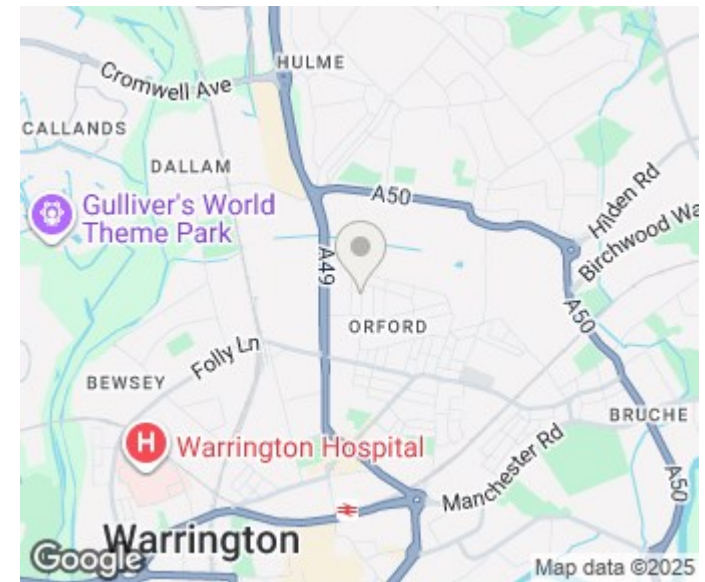 HULME
Cromwell Ave
CALLANDS
DALLAM
A50
Hilden Rd
Gulliver's World
Theme Park
Birchwood Wa
A49
ORFORD
A50
Folly Ln
BEWSEY
BRUCHE
H
Warrington Hospital
Manchester Rd
A50
Warrington
Google
Map data ©2025